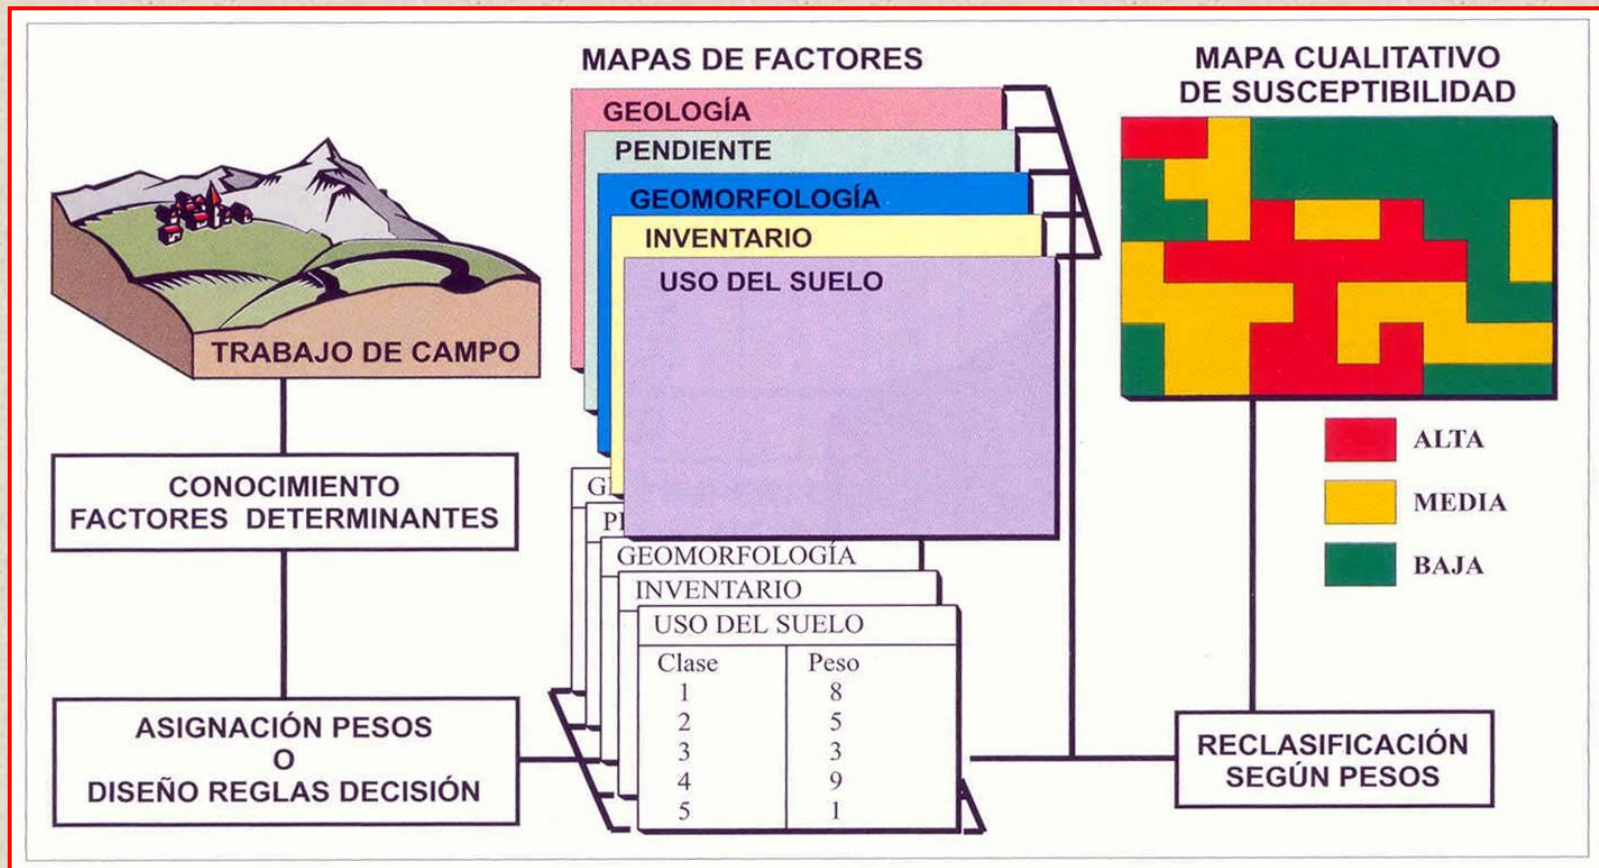 MAPAS DE FACTORES
GEOLOGÍA
PENDIENTE
GEOMORFOLOGÍA
INVENTARIO
USO DEL SUELO
MAPA CUALITATIVO
DE SUSCEPTIBILIDAD
ALTA
MEDIA
BAJA
TRABAJO DE CAMPO
CONOCIMIENTO
FACTORES DETERMINANTES
ASIGNACIÓN PESOS
O
DISEÑO REGLAS DECISIÓN
GEOMORFOLOGÍA
INVENTARIO
USO DEL SUELO
Clase Peso
1 8
2 5
3 3
4 9
5 1
RECLASIFICACIÓN
SEGÚN PESOS